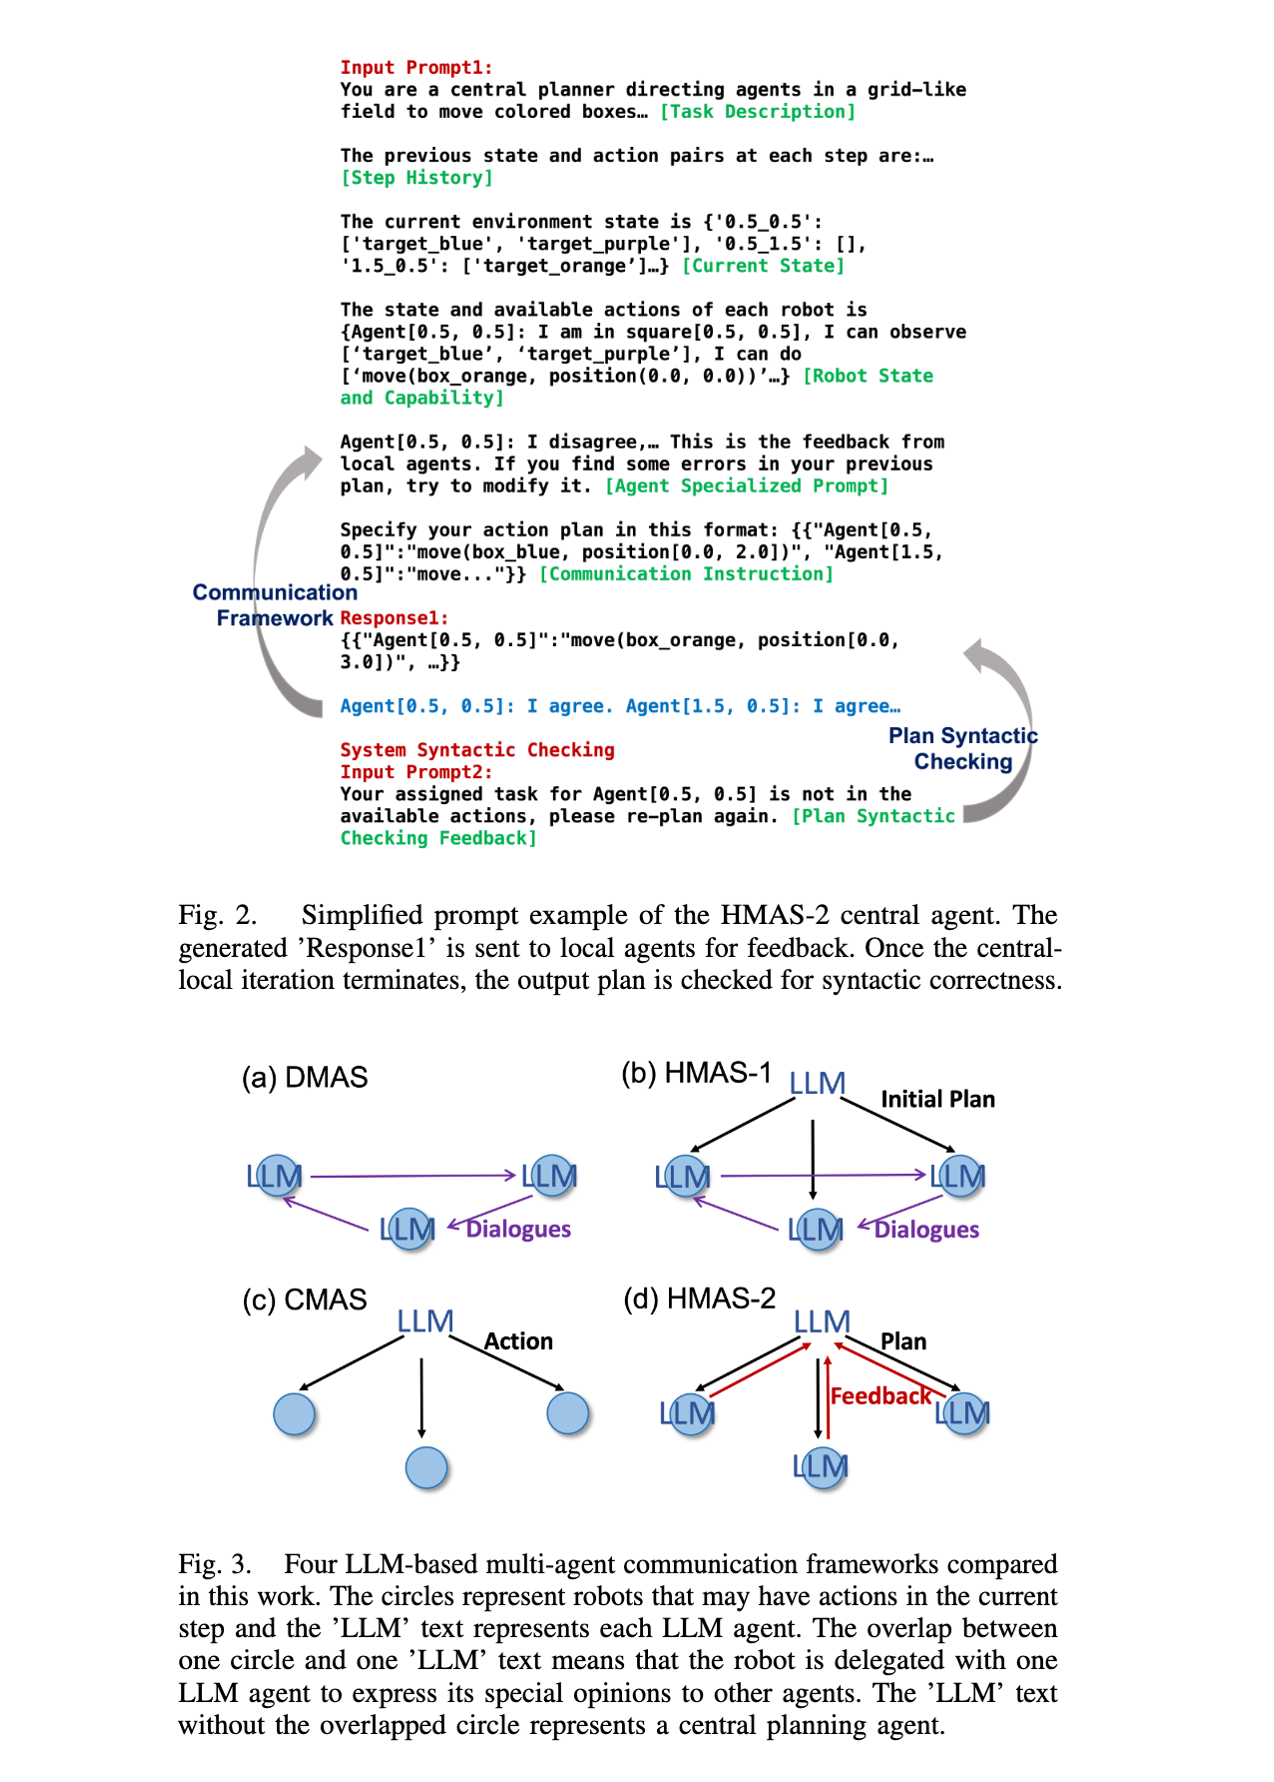 Input Prompt1:
You are a central planner directing agents in a grid-like
field to move colored boxes… [Task Description]
The previous state and action pairs at each step are:…
[Step History]
The current environment state is {'0.5_0.5':
['target_blue', 'target_purple'], '0.5_1.5': [],
'1.5_0.5': ['target_orange’]…} [Current State]
The state and available actions of each robot is
{Agent[0.5, 0.5]: I am in square[0.5, 0.5], I can observe
[‘target_blue’, ‘target_purple’], I can do
[‘move(box_orange, position(0.0, 0.0))’…} [Robot State
and Capability]
Agent[0.5, 0.5]: I disagree,… This is the feedback from
local agents. If you find some errors in your previous
plan, try to modify it. [Agent Specialized Prompt]
Specify your action plan in this format: {{"Agent[0.5,
0.5]":"move(box_blue, position[0.0, 2.0])", "Agent[1.5,
0.5]":"move..."}} [Communication Instruction]
Communication
Framework
Response1:
{{"Agent[0.5, 0.5]":"move(box_orange, position[0.0,
3.0])", …}}
Agent[0.5, 0.5]: I agree. Agent[1.5, 0.5]: I agree…
Plan Syntactic
Checking
System Syntactic Checking
Input Prompt2:
Your assigned task for Agent[0.5, 0.5] is not in the
available actions, please re-plan again. [Plan Syntactic
Checking Feedback]
Fig. 2. Simplified prompt example of the HMAS-2 central agent. The
generated ’Response1’ is sent to local agents for feedback. Once the central-
local iteration terminates, the output plan is checked for syntactic correctness.
(a) DMAS
LLM
LLM
LLM
Dialogues
(b) HMAS-1
LLM
Initial Plan
LLM
LLM
LLM
Dialogues
(c) CMAS
LLM
Action
(d) HMAS-2
LLM
Plan
Feedback
LLM
LLM
LLM
Fig. 3. Four LLM-based multi-agent communication frameworks compared
in this work. The circles represent robots that may have actions in the current
step and the ’LLM’ text represents each LLM agent. The overlap between
one circle and one ’LLM’ text means that the robot is delegated with one
LLM agent to express its special opinions to other agents. The ’LLM’ text
without the overlapped circle represents a central planning agent.